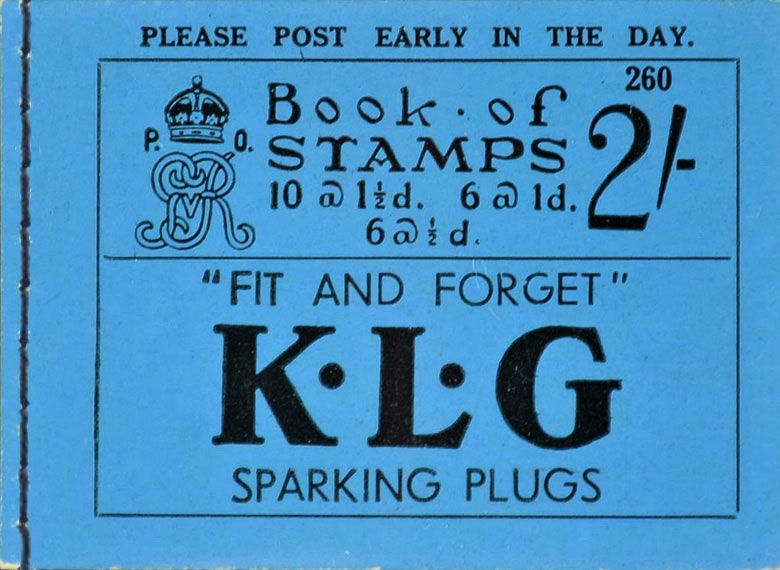 PLEASE POST EARLY IN THE DAY.
260
P. O.
Book · of
STAMPS
2/-
10 @ 1½d. 6 @ 1d.
6 @ ½d.
"FIT AND FORGET"
K·L·G
SPARKING PLUGS